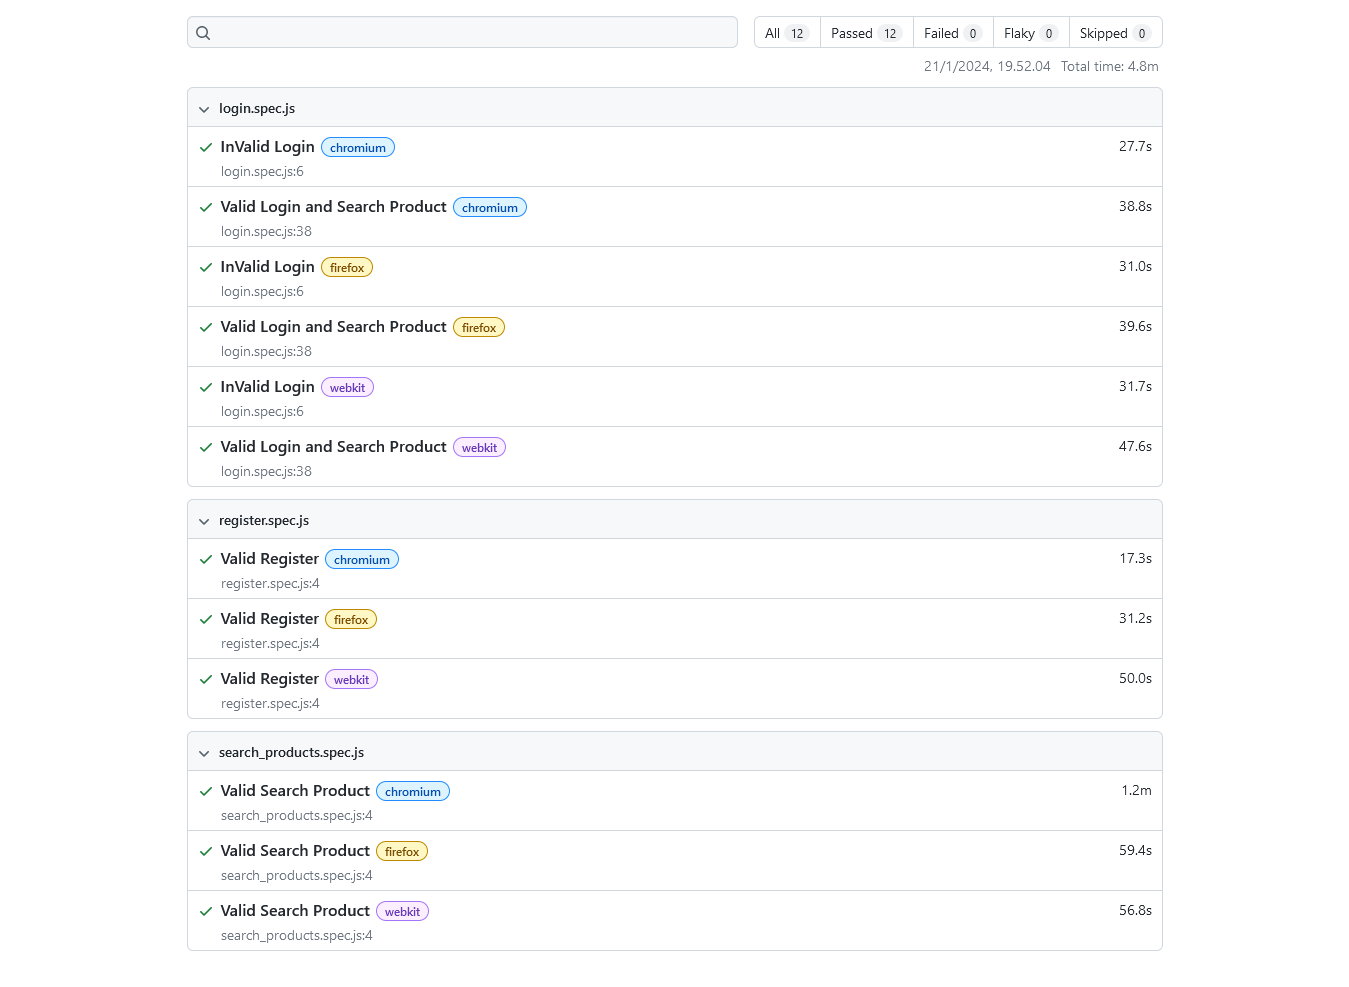 All 12 Passed 12 Failed 0 Flaky 0 Skipped 0
21/1/2024, 19.52.04 Total time: 4.8m
login.spec.js
InValid Login chromium 27.7s
login.spec.js:6
Valid Login and Search Product chromium 38.8s
login.spec.js:38
InValid Login firefox 31.0s
login.spec.js:6
Valid Login and Search Product firefox 39.6s
login.spec.js:38
InValid Login webkit 31.7s
login.spec.js:6
Valid Login and Search Product webkit 47.6s
login.spec.js:38
register.spec.js
Valid Register chromium 17.3s
register.spec.js:4
Valid Register firefox 31.2s
register.spec.js:4
Valid Register webkit 50.0s
register.spec.js:4
search_products.spec.js
Valid Search Product chromium 1.2m
search_products.spec.js:4
Valid Search Product firefox 59.4s
search_products.spec.js:4
Valid Search Product webkit 56.8s
search_products.spec.js:4